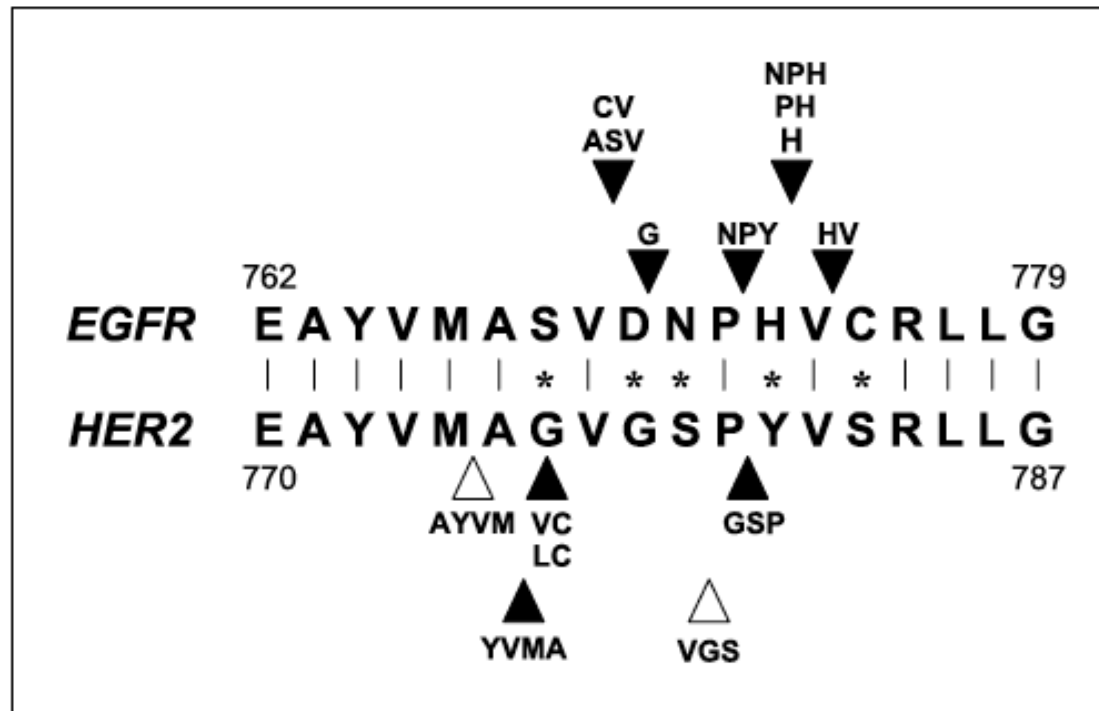 NPH
CV PH
ASV H
G NPY HV
762 779
EGFR E A Y V M A S V D N P H V C R L L G
| | | | | | * | * * | * | * | | | |
HER2 E A Y V M A G V G S P Y V S R L L G
770 787
AYVM VC GSP
LC
YVMA VGS